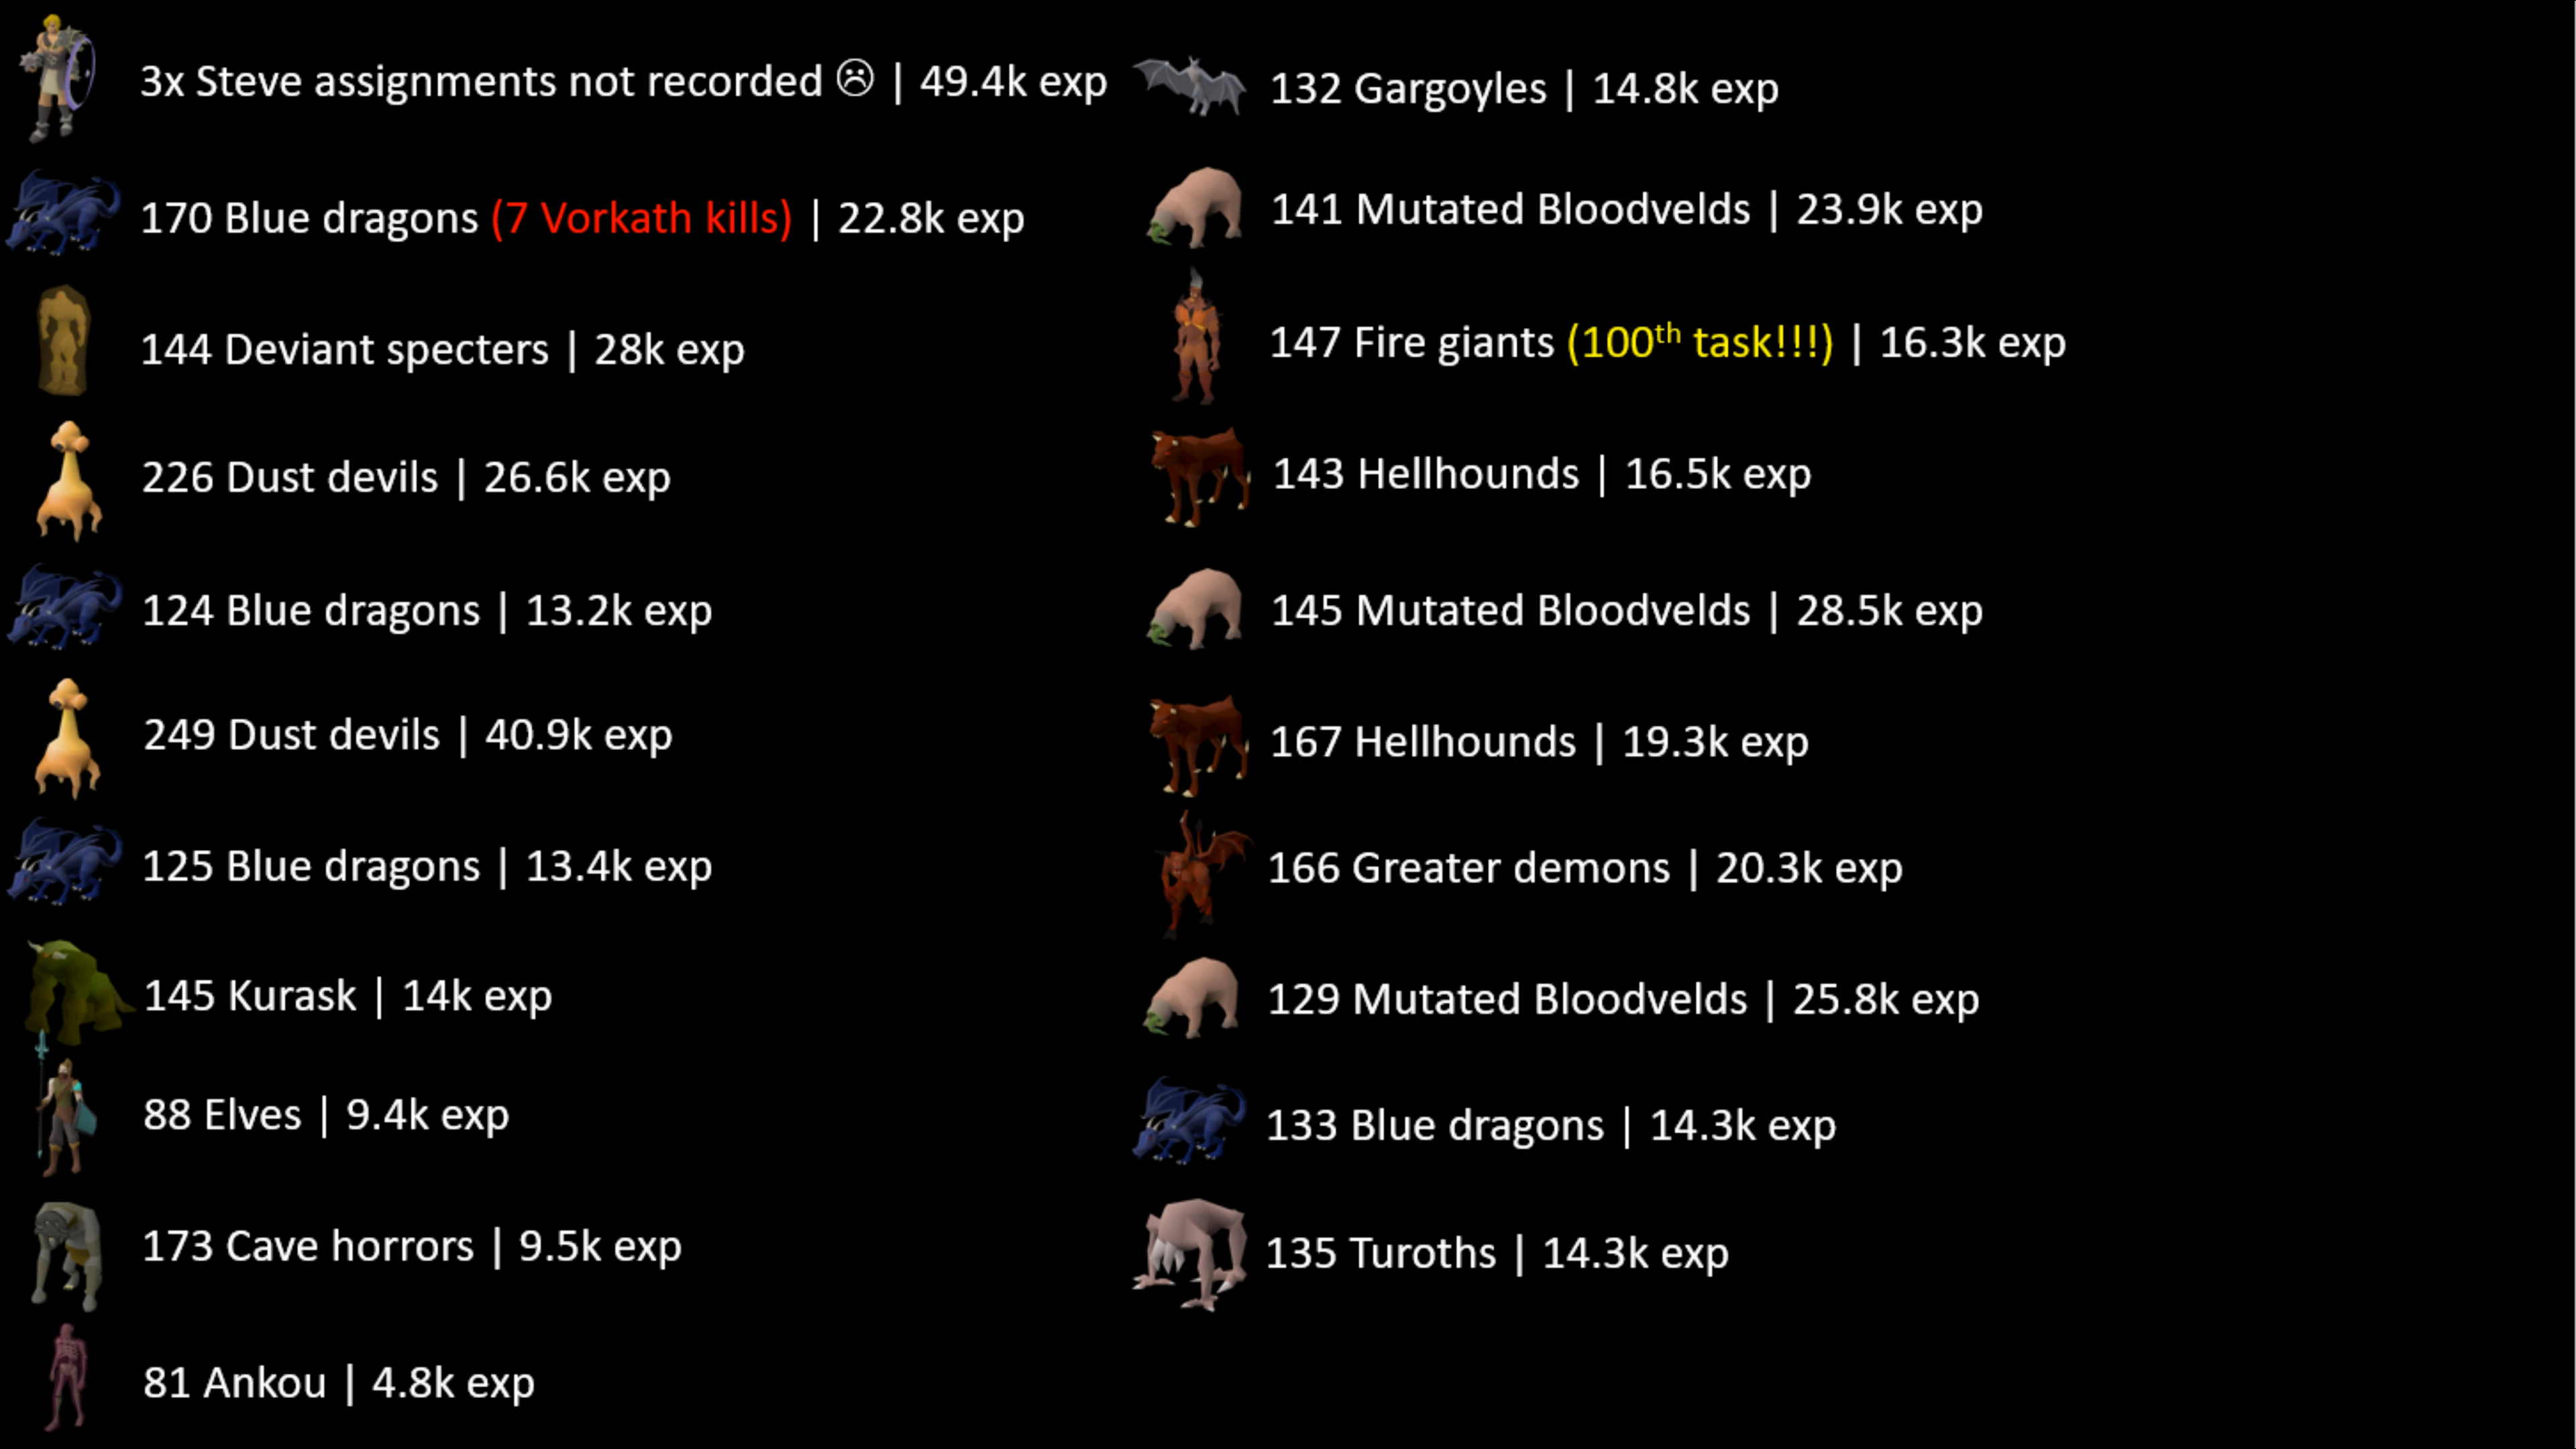 3x Steve assignments not recorded ☹ | 49.4k exp
170 Blue dragons (7 Vorkath kills) | 22.8k exp
144 Deviant specters | 28k exp
226 Dust devils | 26.6k exp
124 Blue dragons | 13.2k exp
249 Dust devils | 40.9k exp
125 Blue dragons | 13.4k exp
145 Kurask | 14k exp
88 Elves | 9.4k exp
173 Cave horrors | 9.5k exp
81 Ankou | 4.8k exp
132 Gargoyles | 14.8k exp
141 Mutated Bloodvelds | 23.9k exp
147 Fire giants (100th task!!!) | 16.3k exp
143 Hellhounds | 16.5k exp
145 Mutated Bloodvelds | 28.5k exp
167 Hellhounds | 19.3k exp
166 Greater demons | 20.3k exp
129 Mutated Bloodvelds | 25.8k exp
133 Blue dragons | 14.3k exp
135 Turoths | 14.3k exp